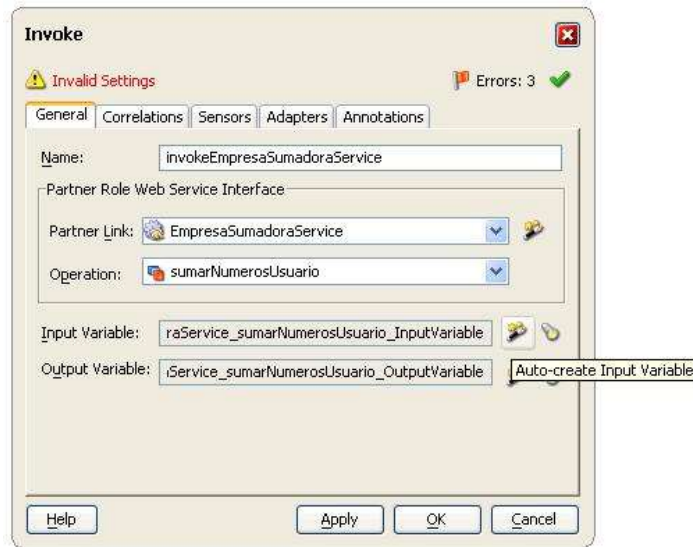 Invoke
Invalid Settings Errors: 3
General Correlations Sensors Adapters Annotations
Name: invokeEmpresaSumadoraService
Partner Role Web Service Interface
Partner Link: EmpresaSumadoraService
Operation: sumarNumerosUsuario
Input Variable: raService_sumarNumerosUsuario_InputVariable
Output Variable: Service_sumarNumerosUsuario_OutputVariable
Auto-create Input Variable
Help Apply OK Cancel